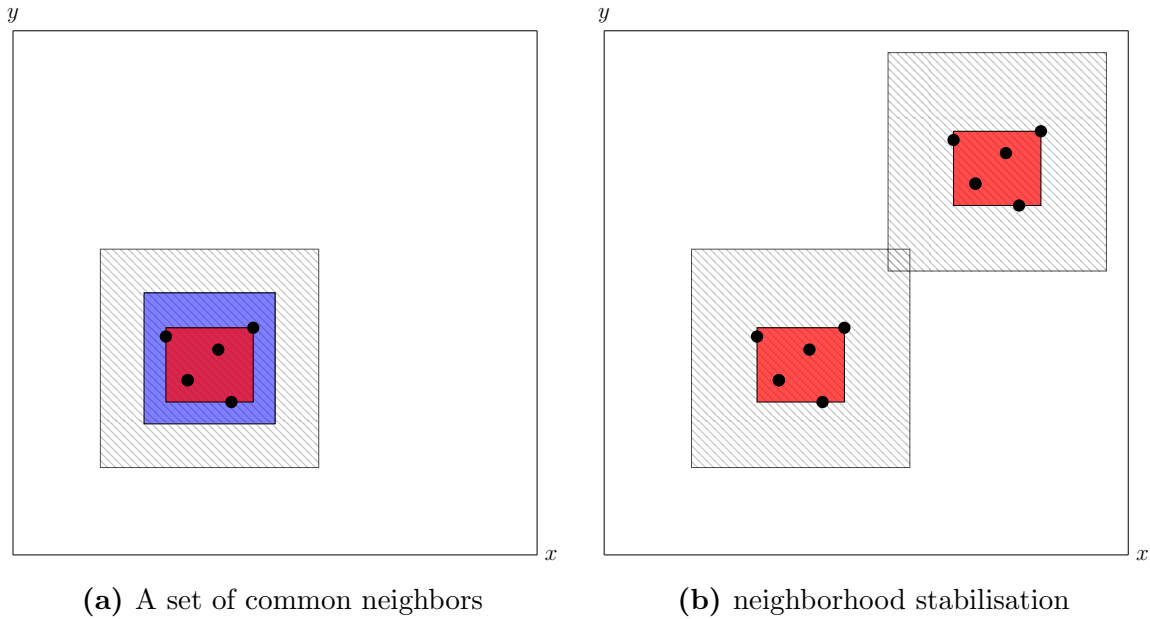 y
y
x
x
(a) A set of common neighbors
(b) neighborhood stabilisation